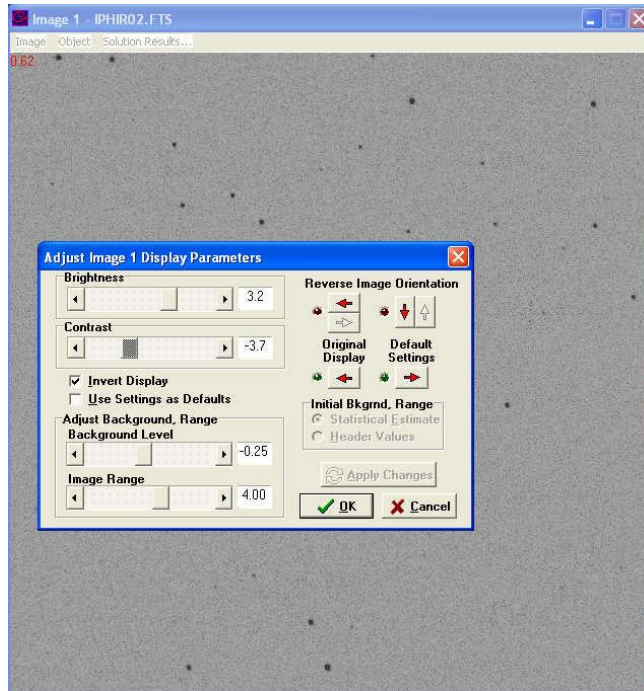 Image 1 - IPHIR02.FTS
Image Object Solution Results...
0.62
Adjust Image 1 Display Parameters
Brightness
3.2
Contrast
-3.7
Invert Display
Use Settings as Defaults
Adjust Background, Range
Background Level
-0.25
Image Range
4.00
Reverse Image Orientation
Original Display
Default Settings
Initial Bkgrnd, Range
Statistical Estimate
Header Values
Apply Changes
OK Cancel